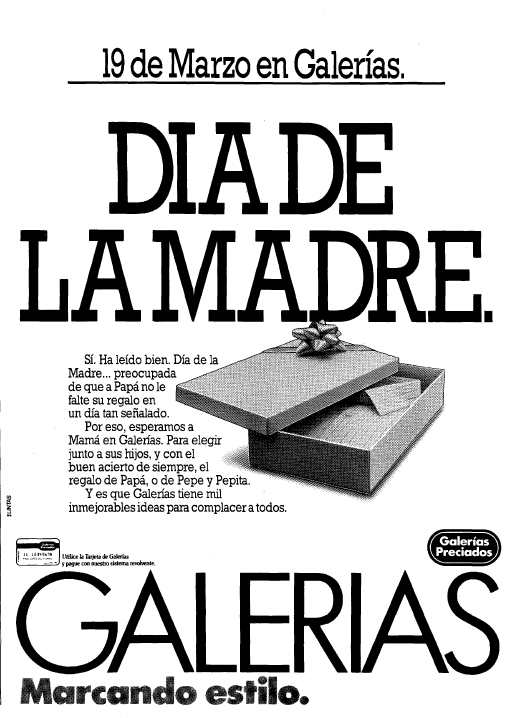 19 de Marzo en Galerías.
DIA DE
LA MADRE.
Sí. Ha leído bien. Día de la
Madre... preocupada
de que a Papá no le
falte su regalo en
un día tan señalado.
Por eso, esperamos a
Mamá en Galerías. Para elegir
junto a sus hijos, y con el
buen acierto de siempre, el
regalo de Papá, o de Pepe y Pepita.
Y es que Galerías tiene mil
inmejorables ideas para complacer a todos.
Utilice la Tarjeta de Galerías
y pague con nuestro sistema revolvente.
Galerías
Preciados
GALERIAS
Marcando estilo.